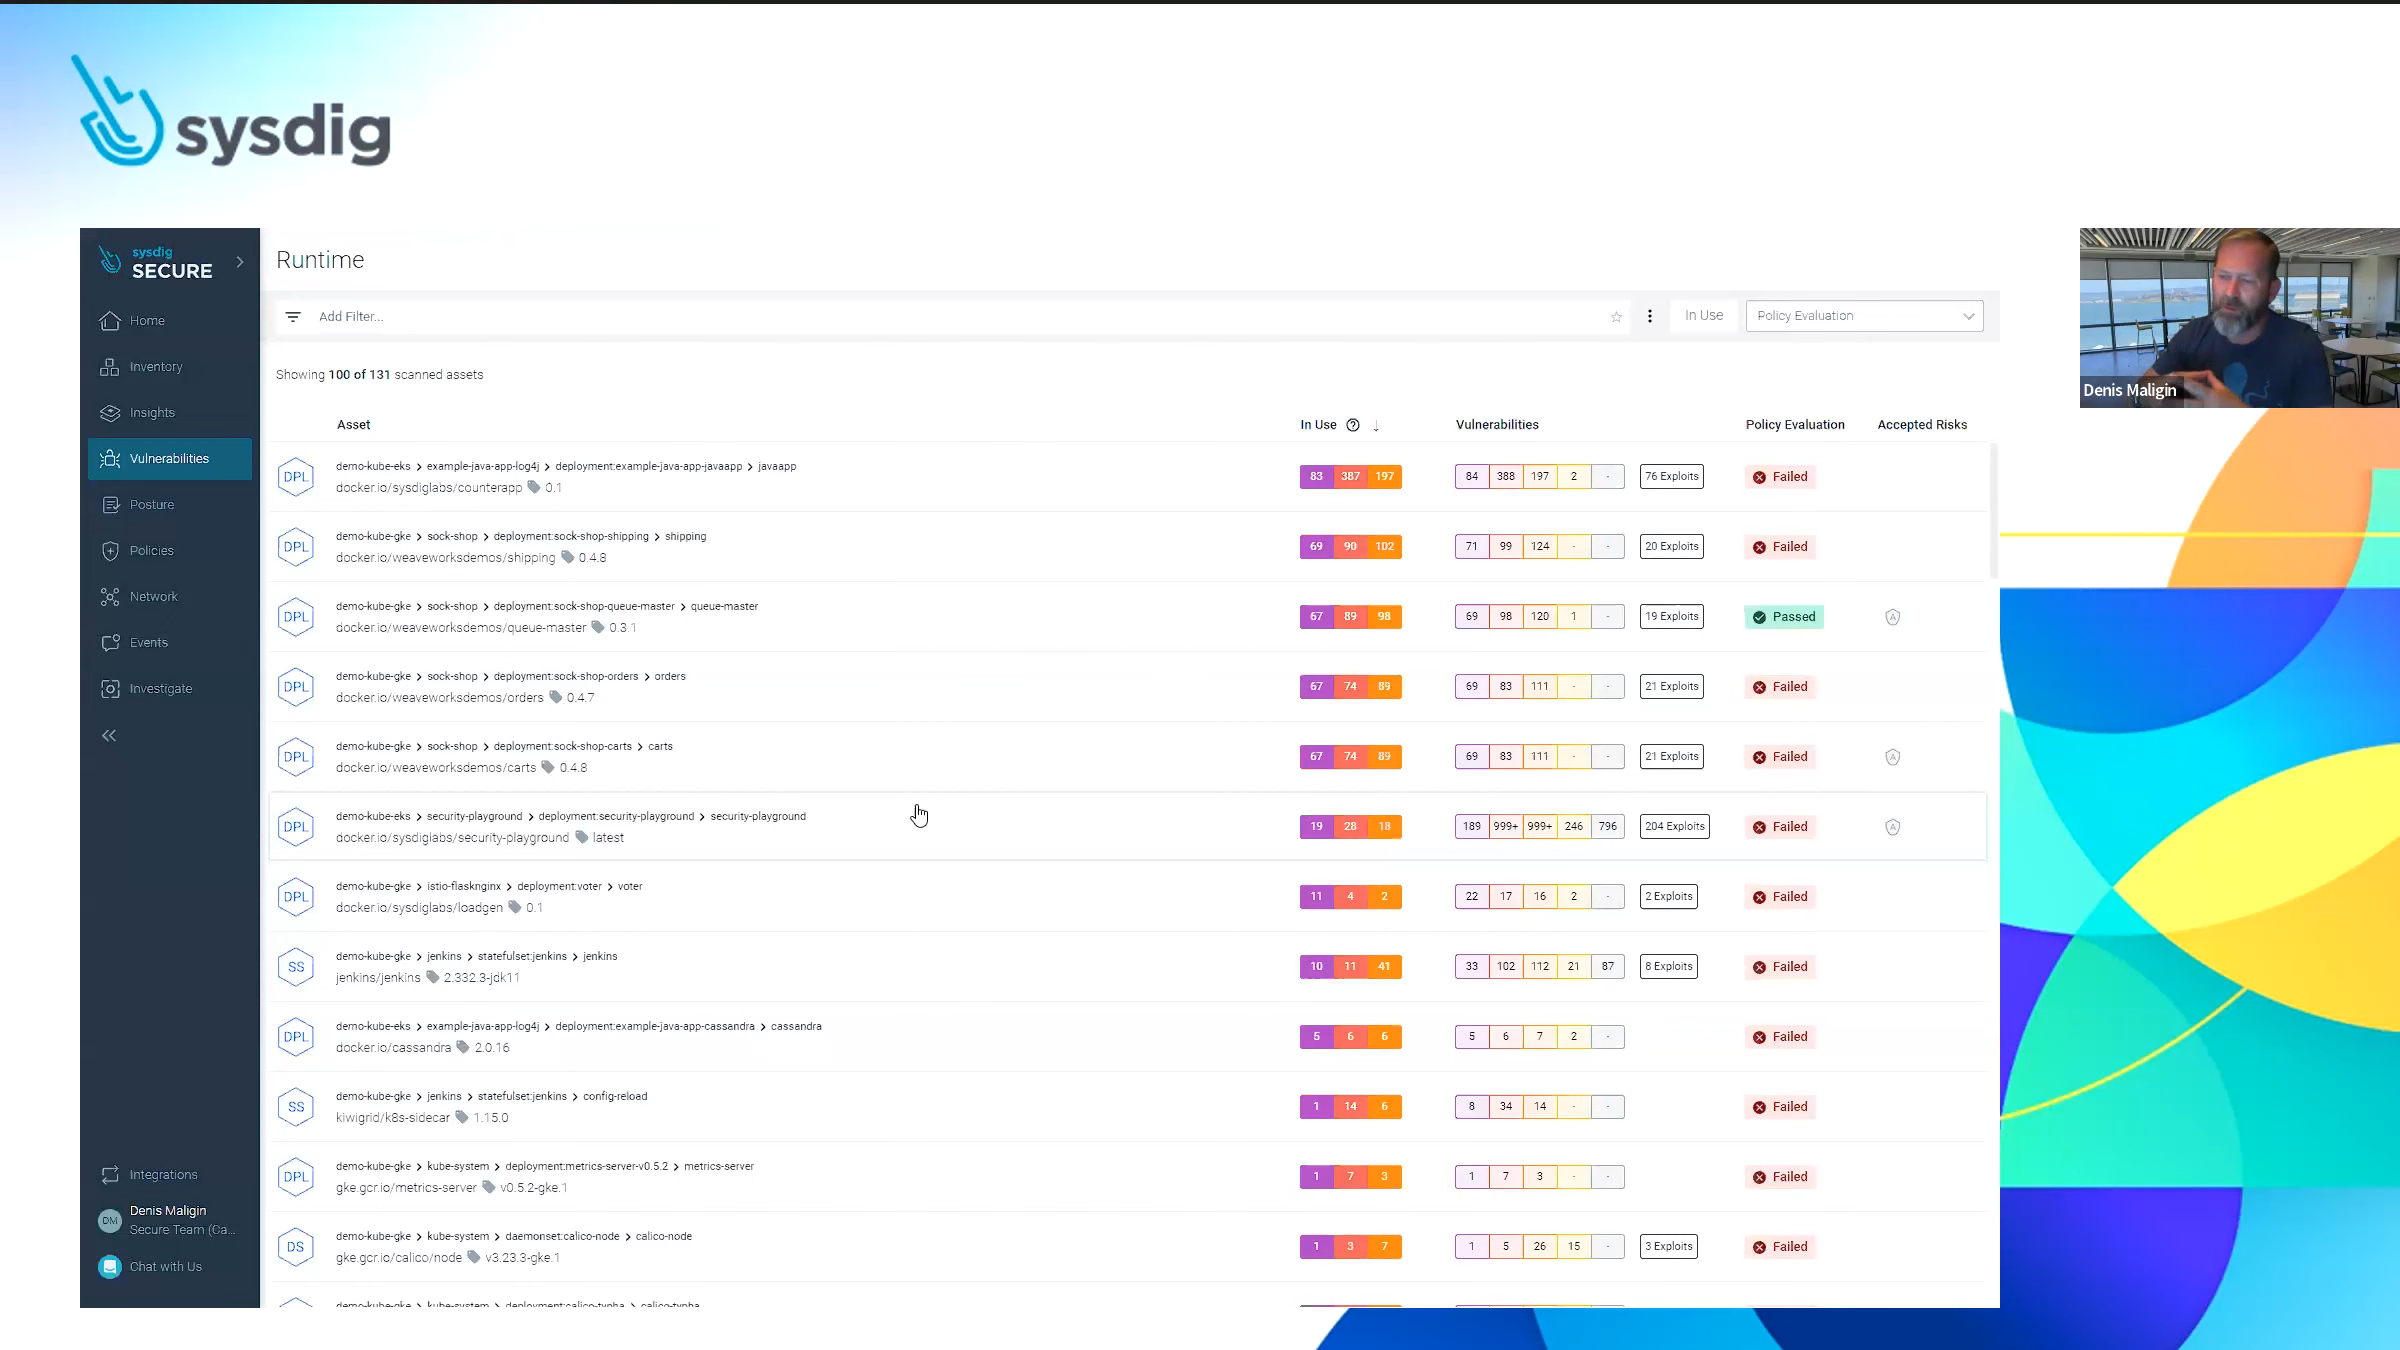 sysdig
sysdig
SECURE
Runtime
Denis Maligin
Home
Inventory
Insights
Vulnerabilities
Posture
Policies
Network
Events
Investigate
Integrations
DM
Denis Maligin
Secure Team (Ca...
Chat with Us
Add Filter...
In Use
Policy Evaluation
Showing 100 of 131 scanned assets
Asset In Use Vulnerabilities Policy Evaluation Accepted Risks
DPL demo-kube-eks > example-java-app-log4j > deployment:example-java-app-javaapp > javaapp
docker.io/sysdiglabs/counterapp 0.1
83 387 197 84 388 197 2 - 76 Exploits Failed
DPL demo-kube-gke > sock-shop > deployment:sock-shop-shipping > shipping
docker.io/weaveworksdemos/shipping 0.4.8
69 90 102 71 99 124 - - 20 Exploits Failed
DPL demo-kube-gke > sock-shop > deployment:sock-shop-queue-master > queue-master
docker.io/weaveworksdemos/queue-master 0.3.1
67 89 98 69 98 120 1 - 19 Exploits Passed A
DPL demo-kube-gke > sock-shop > deployment:sock-shop-orders > orders
docker.io/weaveworksdemos/orders 0.4.7
67 74 89 69 83 111 - - 21 Exploits Failed
DPL demo-kube-gke > sock-shop > deployment:sock-shop-carts > carts
docker.io/weaveworksdemos/carts 0.4.8
67 74 89 69 83 111 - - 21 Exploits Failed A
DPL demo-kube-eks > security-playground > deployment:security-playground > security-playground
docker.io/sysdiglabs/security-playground latest
19 28 18 189 999+ 999+ 246 796 204 Exploits Failed A
DPL demo-kube-gke > istio-flasknginx > deployment:voter > voter
docker.io/sysdiglabs/loadgen 0.1
11 4 2 22 17 16 2 - 2 Exploits Failed
SS demo-kube-gke > jenkins > statefulset:jenkins > jenkins
jenkins/jenkins 2.332.3-jdk11
10 11 41 33 102 112 21 87 8 Exploits Failed
DPL demo-kube-eks > example-java-app-log4j > deployment:example-java-app-cassandra > cassandra
docker.io/cassandra 2.0.16
5 6 6 5 6 7 2 - Failed
SS demo-kube-gke > jenkins > statefulset:jenkins > config-reload
kiwigrid/k8s-sidecar 1.15.0
1 14 6 8 34 14 - - Failed
DPL demo-kube-gke > kube-system > deployment:metrics-server-v0.5.2 > metrics-server
gke.gcr.io/metrics-server v0.5.2-gke.1
1 7 3 1 7 3 - - Failed
DS demo-kube-gke > kube-system > daemonset:calico-node > calico-node
gke.gcr.io/calico/node v3.23.3-gke.1
1 3 7 1 5 26 15 - 3 Exploits Failed
demo-kube-gke > kube-system > deployment:calico-typha > calico-typha